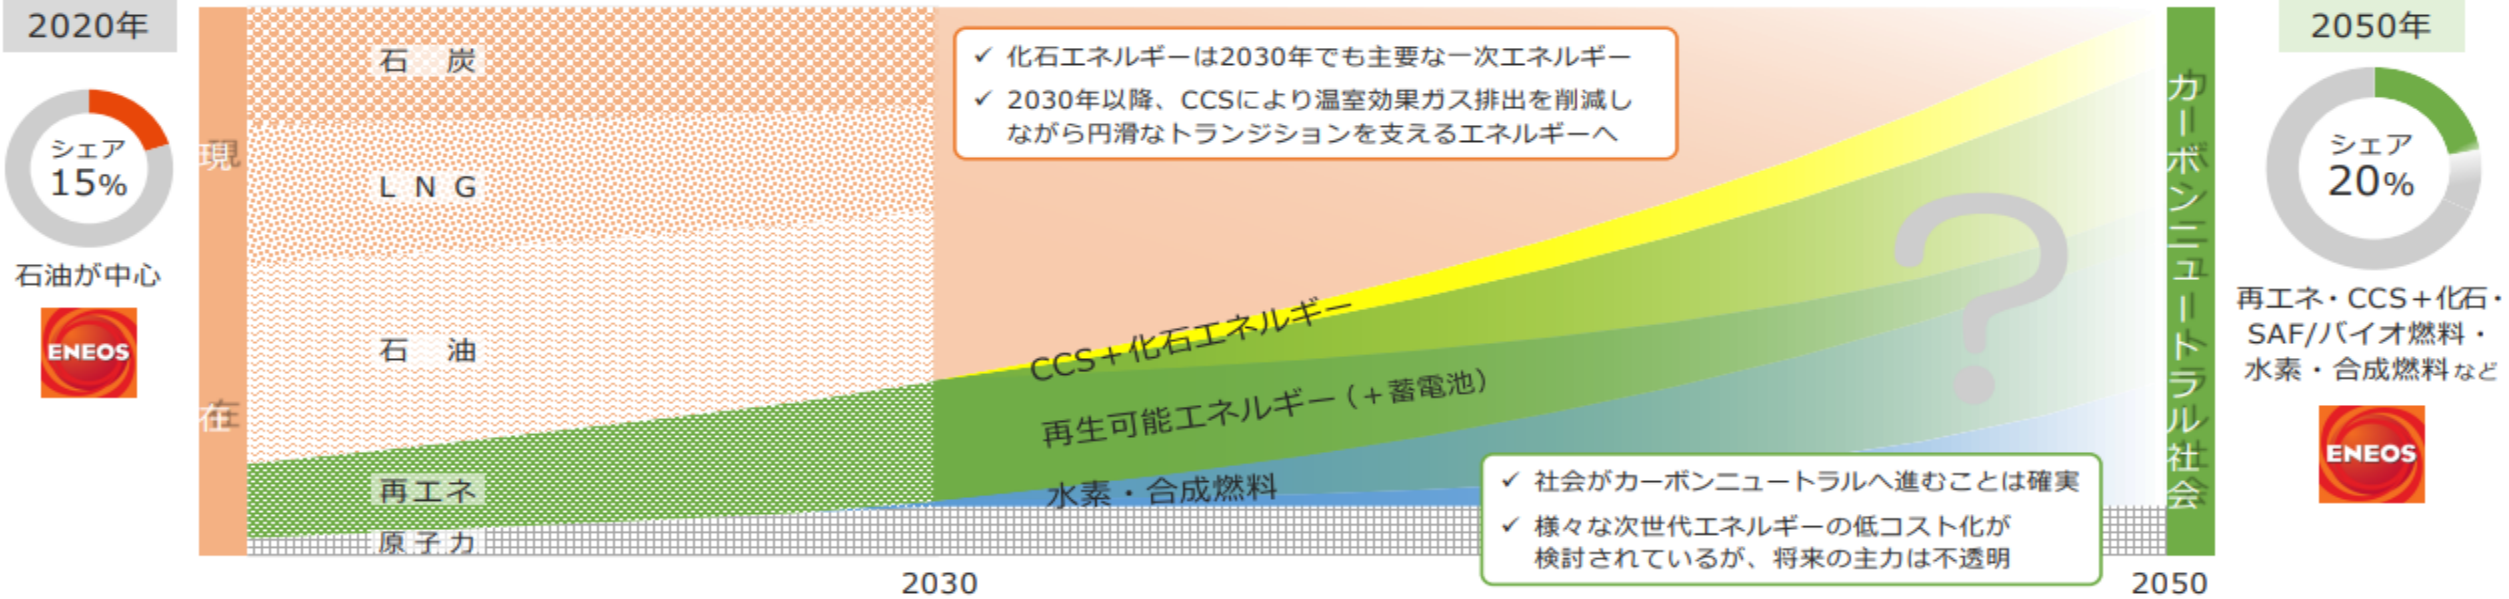 2020年
シェア
15%
石油が中心
ENEOS
現在
石炭
LNG
石油
再エネ
原子力
✓ 化石エネルギーは2030年でも主要な一次エネルギー
✓ 2030年以降、CCSにより温室効果ガス排出を削減し
ながら円滑なトランジションを支えるエネルギーへ
CCS+化石エネルギー
再生可能エネルギー(+蓄電池)
水素・合成燃料
?
✓ 社会がカーボンニュートラルへ進むことは確実
✓ 様々な次世代エネルギーの低コスト化が
検討されているが、将来の主力は不透明
2030
2050
カーボンニュートラル社会
2050年
シェア
20%
再エネ・CCS+化石・
SAF/バイオ燃料・
水素・合成燃料など
ENEOS